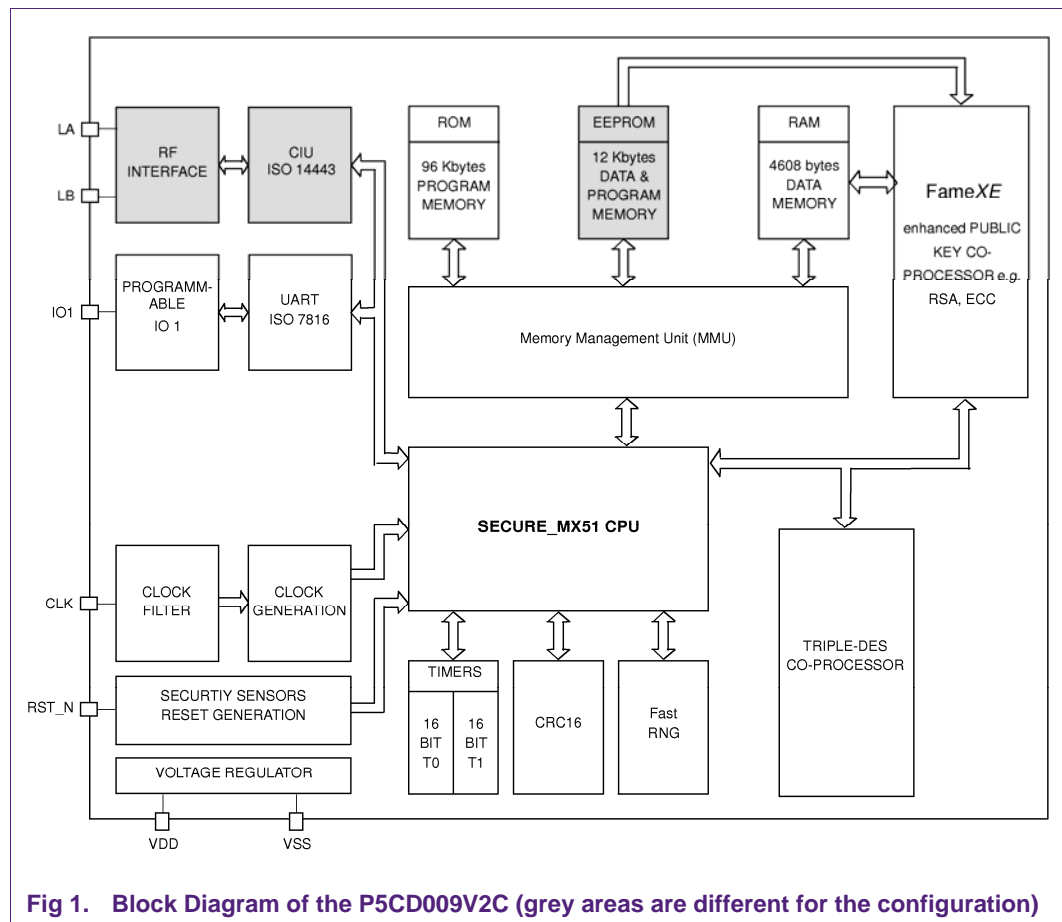 LA
LB
RF
INTERFACE
CIU
ISO 14443
IO1
PROGRAMM-
ABLE
IO 1
UART
ISO 7816
ROM
96 Kbytes
PROGRAM
MEMORY
EEPROM
12 Kbytes
DATA &
PROGRAM
MEMORY
RAM
4608 bytes
DATA
MEMORY
FameXE
enhanced PUBLIC
KEY CO-
PROCESSOR e.g.
RSA, ECC
Memory Management Unit (MMU)
SECURE_MX51 CPU
CLK
CLOCK
FILTER
CLOCK
GENERATION
RST_N
SECURTIY SENSORS
RESET GENERATION
VOLTAGE REGULATOR
VDD
VSS
TIMERS
16
BIT
T0
16
BIT
T1
CRC16
Fast
RNG
TRIPLE-DES
CO-PROCESSOR
Fig 1. Block Diagram of the P5CD009V2C (grey areas are different for the configuration)